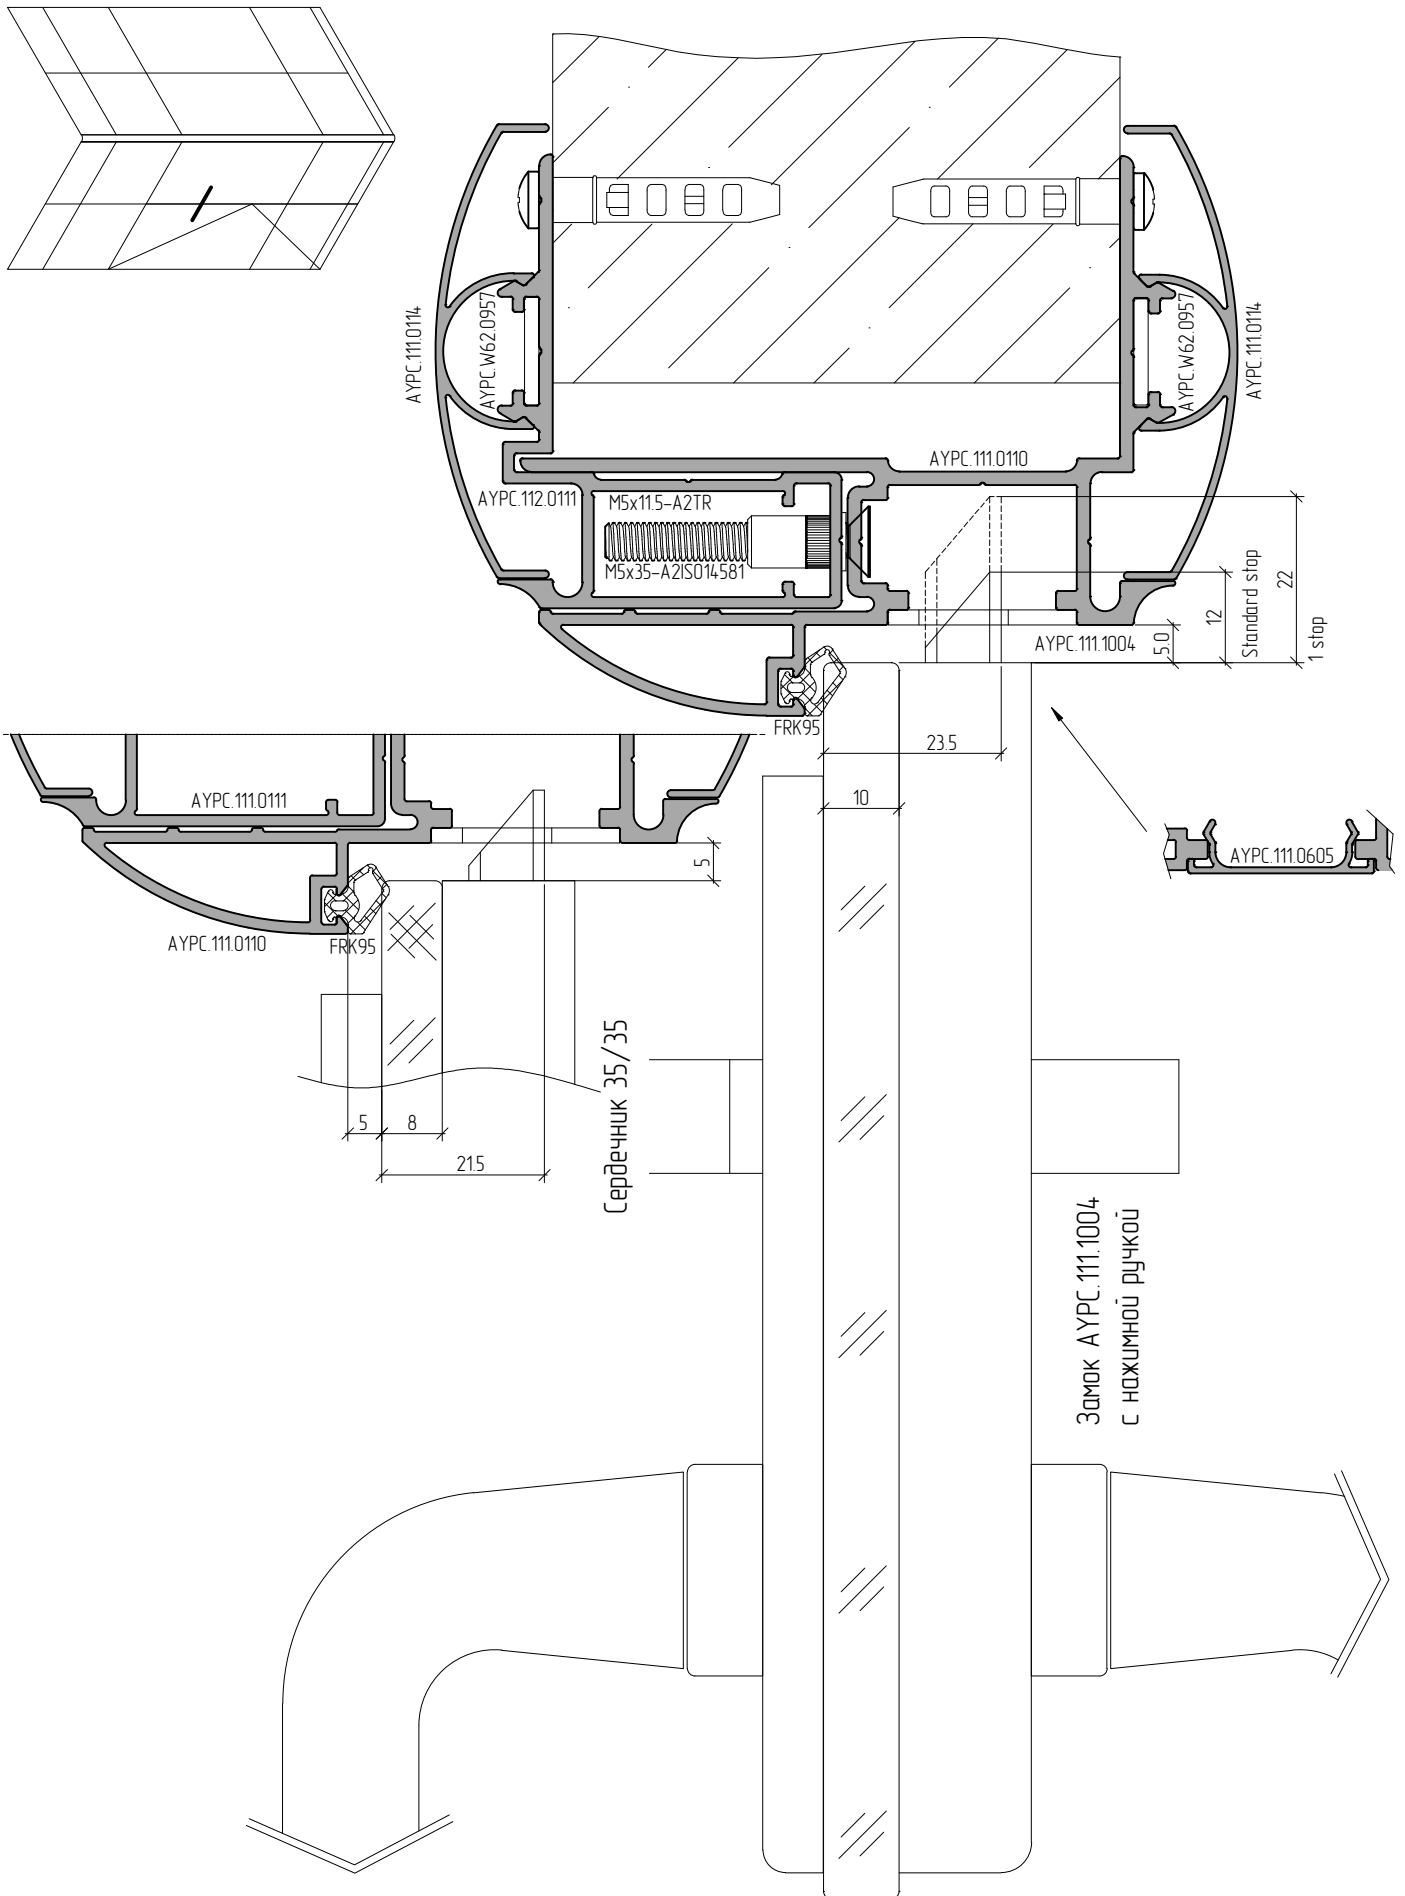 AYPC.111.0114
AYPC.W62.0957
AYPC.W62.0957
AYPC.111.0114
AYPC.111.0110
AYPC.112.0111
M5x11.5-A2TR
M5x35-A2ISO14581
AYPC.111.1004
5.0
12
Standard stop
22
1 stop
FRK95
23.5
10
AYPC.111.0111
5
AYPC.111.0605
AYPC.111.0110
FRK95
5
8
21.5
Сердечник 35/35
Замок AYPC.111.1004
с нажимной ручкой